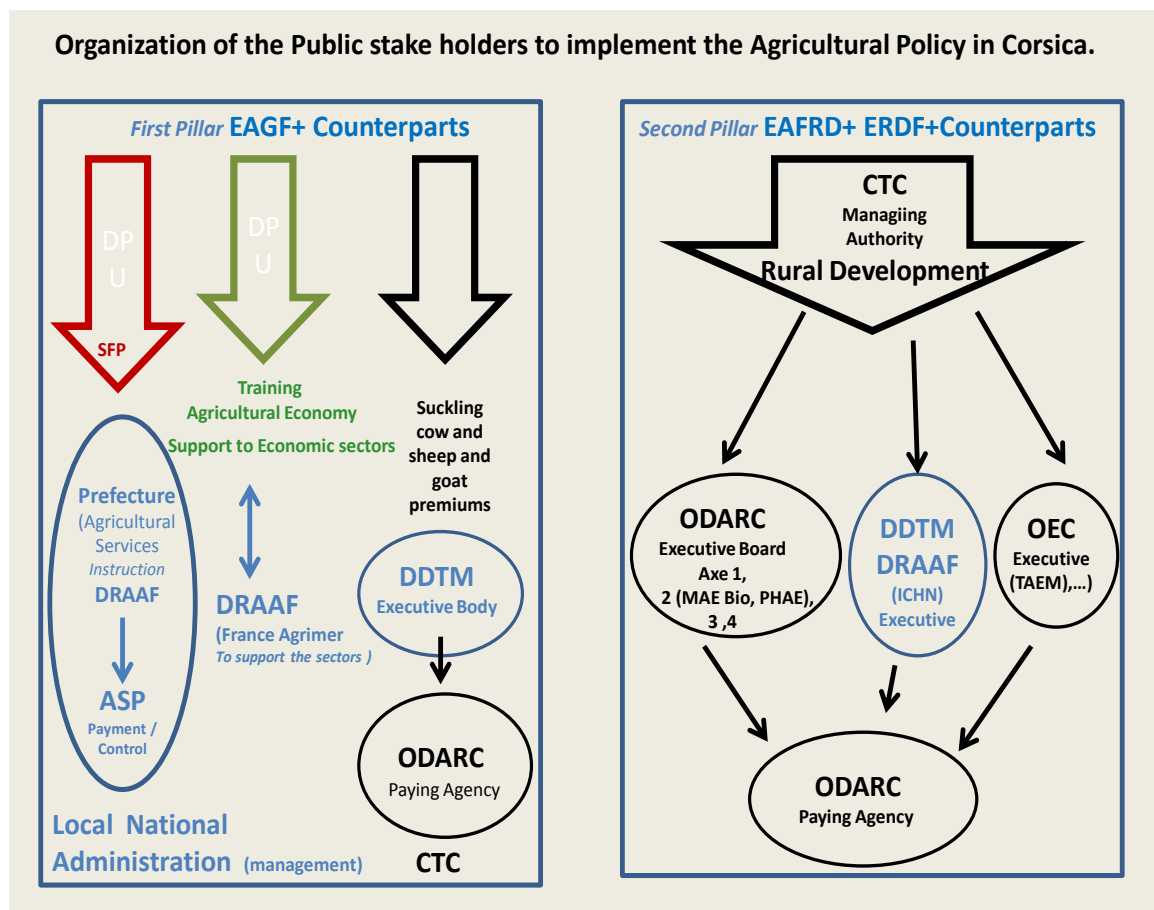 Organization of the Public stake holders to implement the Agricultural Policy in Corsica.
First Pillar EAGF+ Counterparts
DP
U
SFP
DP
U
Training
Agricultural Economy
Support to Economic sectors
Suckling
cow and
sheep and
goat
premiums
Prefecture
(Agricultural
Services
Instruction
DRAAF
ASP
Payment /
Control
DRAAF
(France Agrimer
To support the sectors )
DDTM
Executive Body
ODARC
Paying Agency
Local National
Administration (management)
CTC
Second Pillar EAFRD+ ERDF+Counterparts
CTC
Managiing
Authority
Rural Development
ODARC
Executive Board
Axe 1,
2 (MAE Bio, PHAE),
3 ,4
DDTM
DRAAF
(ICHN)
Executive
OEC
Executive
(TAEM),...)
ODARC
Paying Agency